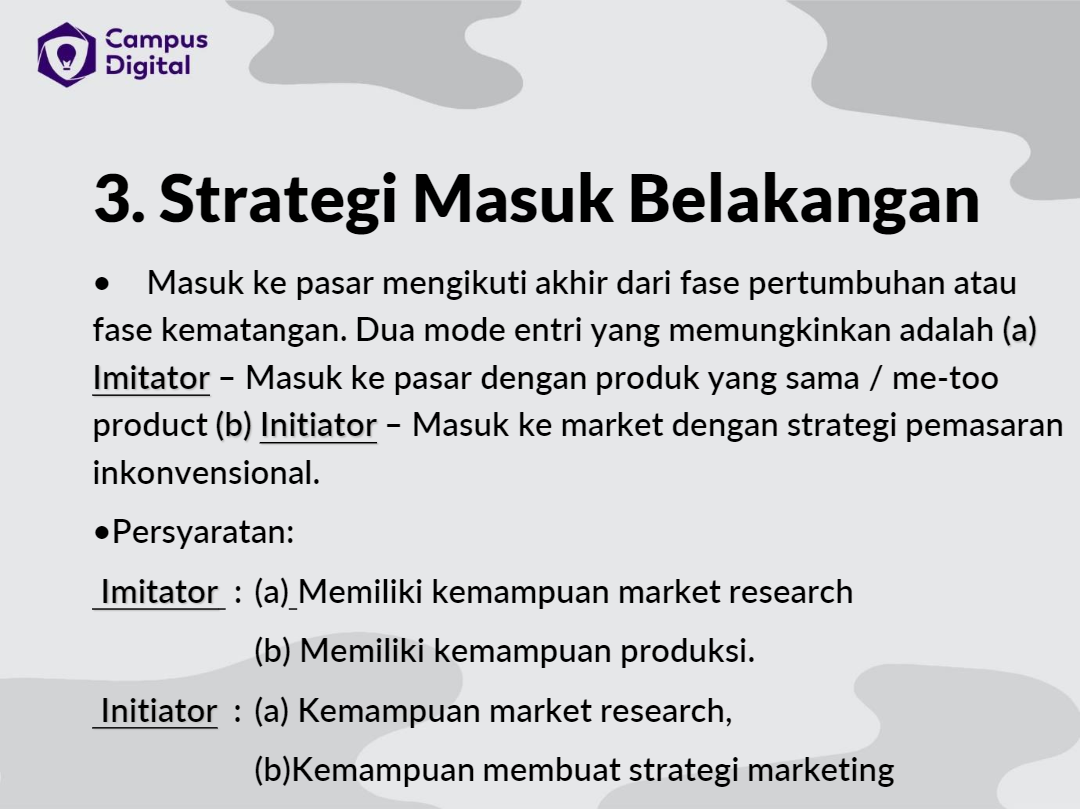 Campus
Digital
3. Strategi Masuk Belakangan
• Masuk ke pasar mengikuti akhir dari fase pertumbuhan atau
fase kematangan. Dua mode entri yang memungkinkan adalah (a)
Imitator – Masuk ke pasar dengan produk yang sama / me-too
product (b) Initiator – Masuk ke market dengan strategi pemasaran
inkonvensional.
•Persyaratan:
Imitator : (a) Memiliki kemampuan market research
(b) Memiliki kemampuan produksi.
Initiator : (a) Kemampuan market research,
(b)Kemampuan membuat strategi marketing